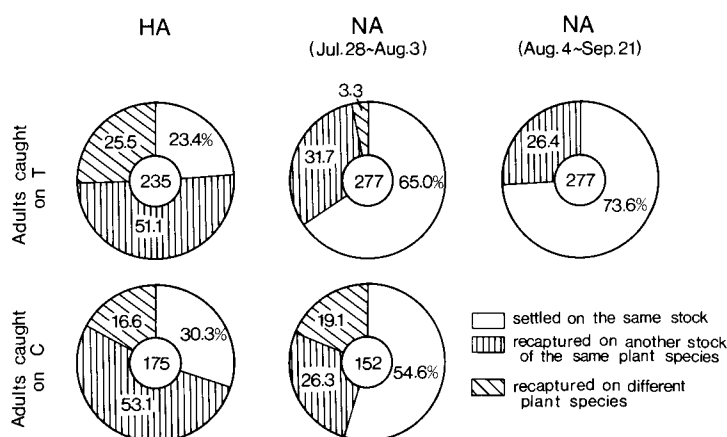 HA
NA
(Jul.28~Aug.3)
NA
(Aug.4~Sep.21)
Adults caught
on T
25.5
23.4%
235
51.1
3.3
31.7
277
65.0%
26.4
277
73.6%
Adults caught
on C
16.6
30.3%
175
53.1
19.1
26.3
152
54.6%
settled on the same stock
recaptured on another stock
of the same plant species
recaptured on different
plant species